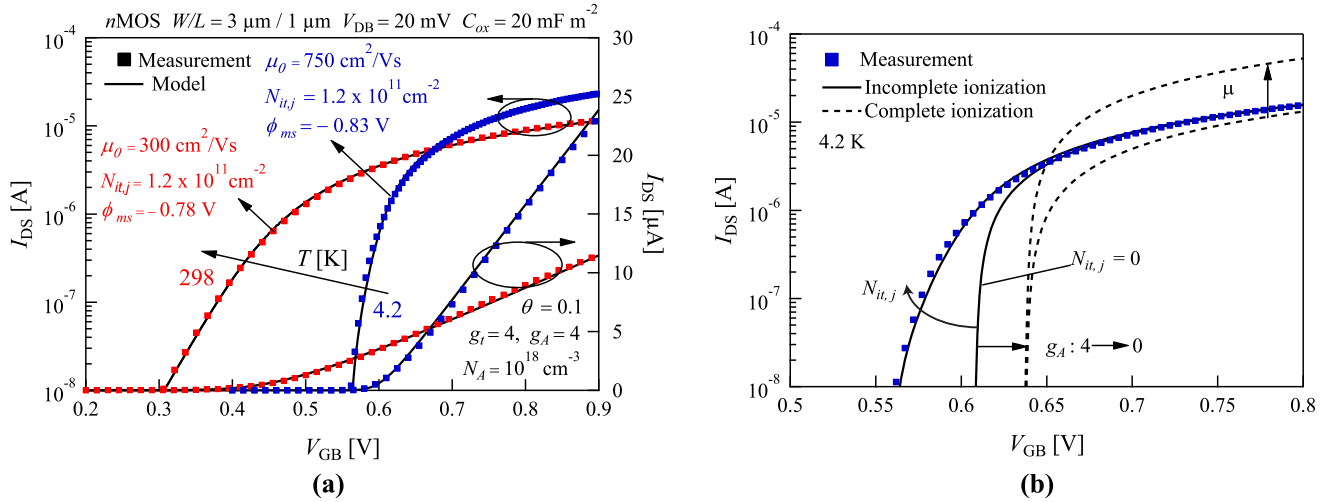 nMOS W/L = 3 µm / 1 µm V_DB = 20 mV C_ox = 20 mF m^-2
10^-4
10^-5
10^-6
10^-7
10^-8
I_DS [A]
Measurement
Model
µ_0 = 750 cm^2/Vs
N_it,j = 1.2 x 10^11 cm^-2
ϕ_ms = − 0.83 V
µ_0 = 300 cm^2/Vs
N_it,j = 1.2 x 10^11 cm^-2
ϕ_ms = − 0.78 V
T [K]
298
4.2
θ = 0.1
g_t = 4, g_A = 4
N_A = 10^18 cm^-3
30
25
20
15
10
5
0
I_DS [µA]
0.2 0.3 0.4 0.5 0.6 0.7 0.8 0.9
V_GB [V]
(a)
10^-4
10^-5
10^-6
10^-7
10^-8
I_DS [A]
Measurement
Incomplete ionization
Complete ionization
4.2 K
µ
N_it,j = 0
N_it,j
g_A : 4 → 0
0.5 0.55 0.6 0.65 0.7 0.75 0.8
V_GB [V]
(b)